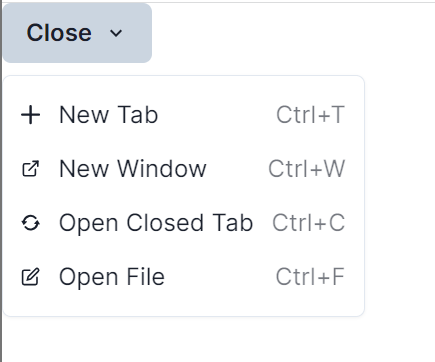 Close
New Tab Ctrl+T
New Window Ctrl+W
Open Closed Tab Ctrl+C
Open File Ctrl+F